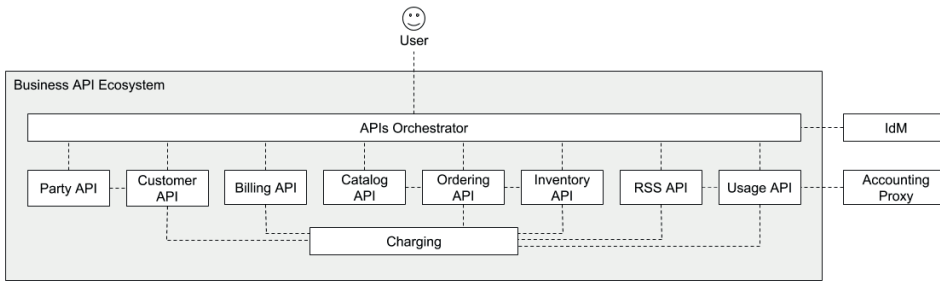 User
Business API Ecosystem
APIs Orchestrator
IdM
Party API
Customer
API
Billing API
Catalog
API
Ordering
API
Inventory
API
RSS API
Usage API
Accounting
Proxy
Charging